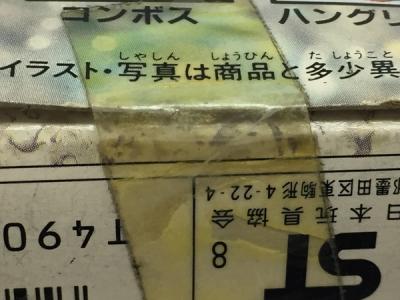 コンボス ハングリ
しゃしん しょうひん た しょうこと
イラスト・写真は商品と多少異
都墨田区東駒形4-22-4
日本玩具協会
8
ST
T490